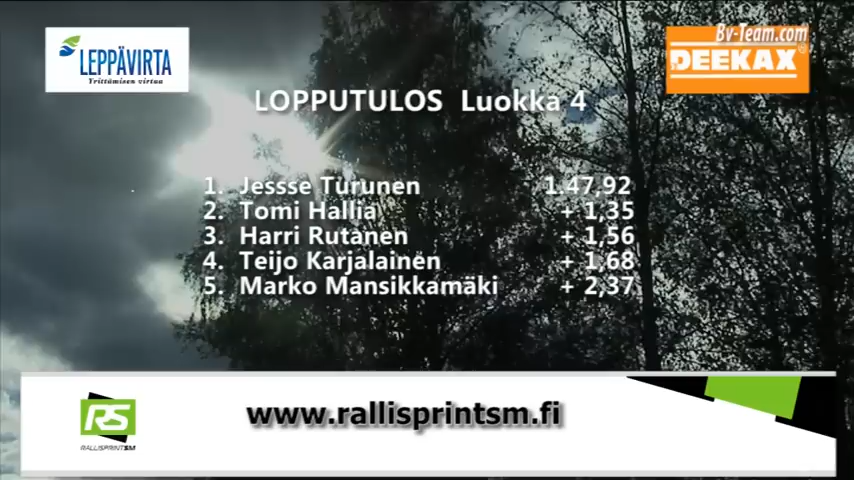 LEPPÄVIRTA
Yrittämisen virtaa
Bv-Team.com
DEEKAX®
LOPPUTULOS Luokka 4
1. Jessse Turunen 1.47,92
2. Tomi Hallia + 1,35
3. Harri Rutanen + 1,56
4. Teijo Karjalainen + 1,68
5. Marko Mansikkamäki + 2,37
RS
RALLISPRINTSM
www.rallisprintsm.fi